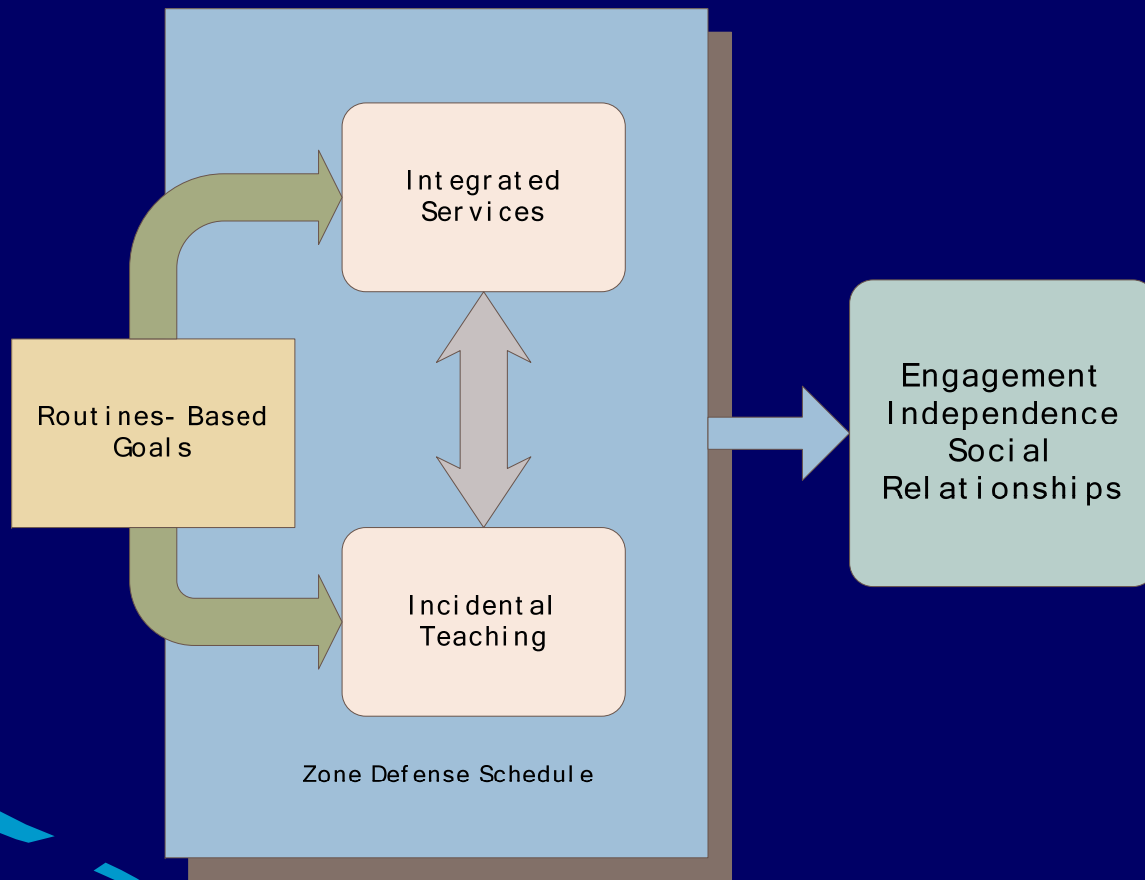 Integrated
Services
Routines- Based
Goals
Incidental
Teaching
Zone Defense Schedule
Engagement
Independence
Social
Relationships